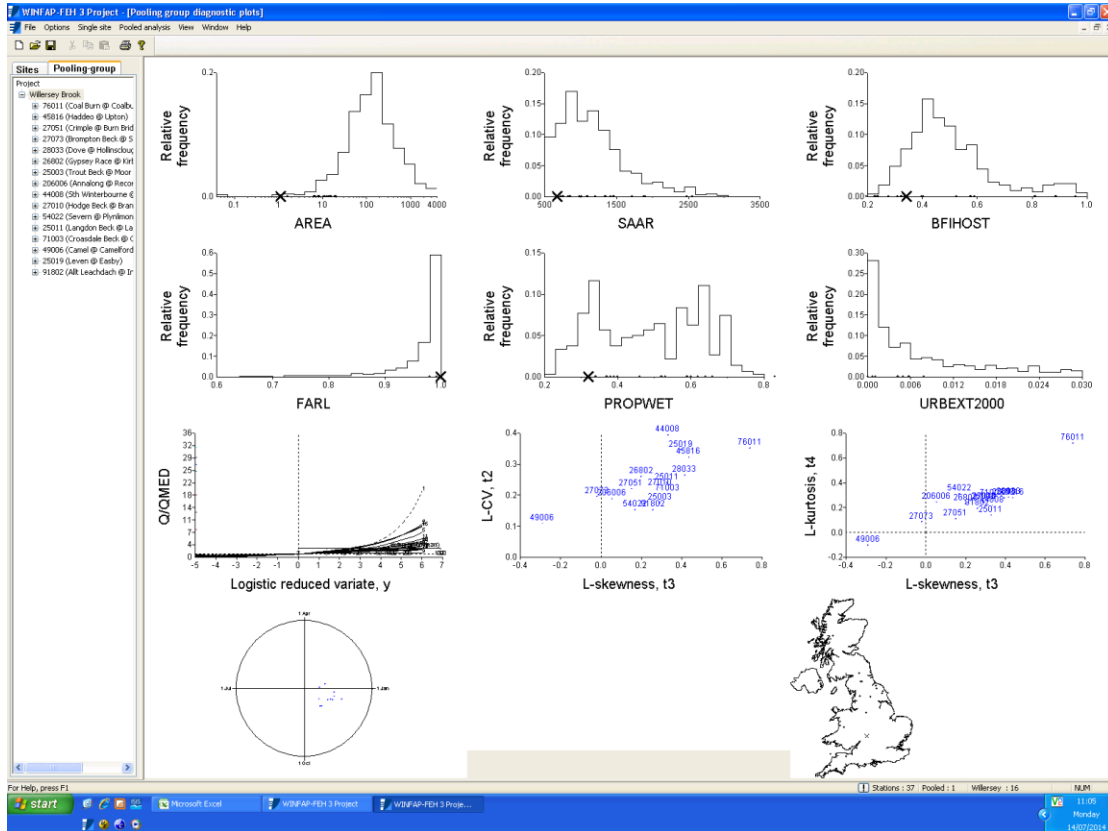 WINFAP-FEH 3 Project - [Pooling group diagnostic plots]
File Options Single site Pooled analysis View Window Help
Sites Pooling-group
Project
Willersey Brook
76011 (Coal Burn @ Coalbu
45816 (Haddeo @ Upton)
27051 (Crimple @ Burn Brid
27073 (Brompton Beck @ S
28033 (Dove @ Hollinscloug
26802 (Gypsey Race @ Kirl
25003 (Trout Beck @ Moor
206006 (Annalong @ Recor
44008 (Sth Winterbourne @
27010 (Hodge Beck @ Bran
54022 (Severn @ Plynlimon
25011 (Langdon Beck @ La
71003 (Croasdale Beck @ C
49006 (Camel @ Camelford
25019 (Leven @ Easby)
91802 (Allt Leachdach @ Ir
Relative frequency
0.2
0.1
0.0
0.1 1 10 100 1000 4000
AREA
Relative frequency
0.20
0.15
0.10
0.05
0.00
500 1500 2500 3500
SAAR
Relative frequency
0.20
0.15
0.10
0.05
0.00
0.2 0.4 0.6 0.8 1.0
BFIHOST
Relative frequency
0.6
0.5
0.4
0.3
0.2
0.1
0.0
0.6 0.7 0.8 0.9 1.0
FARL
Relative frequency
0.15
0.10
0.05
0.00
0.2 0.4 0.6 0.8
PROPWET
Relative frequency
0.30
0.20
0.10
0.00
0.000 0.006 0.012 0.018 0.024 0.030
URBEXT2000
Q/QMED
36
29
25
22
18
14
11
7
4
0
-5 -4 -3 -2 -1 0 1 2 3 4 5 6 7
Logistic reduced variate, y
L-CV, t2
0.4
0.3
0.2
0.1
0.0
44008
25019
45816
76011
26802
25011
28033
27051
27010
71003
27073
206006
25003
54022
91802
49006
-0.4 -0.2 0.0 0.2 0.4 0.6 0.8
L-skewness, t3
L-kurtosis, t4
0.8
0.6
0.4
0.2
0.0
-0.2
76011
54022
206006
27073
27051
25011
49006
-0.4 -0.2 0.0 0.2 0.4 0.6 0.8
L-skewness, t3
1 Apr
1 Jul
1 Jan
1 Oct
For Help, press F1
Stations : 37 Pooled : 1 Willersey : 16 NUM
start Microsoft Excel WINFAP-FEH 3 Project WINFAP-FEH 3 Proje...
11:05
Monday
14/07/2014